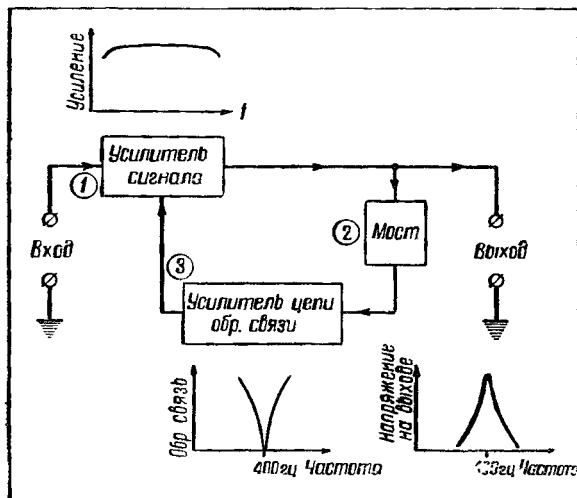 Усиление
f
Усилитель
сигнала
1
Вход
2
Мост
Выход
3
Усилитель цепи
обр. связи
Обр связь
400гц Частота
Напряжение
на выходе
400гц Частота